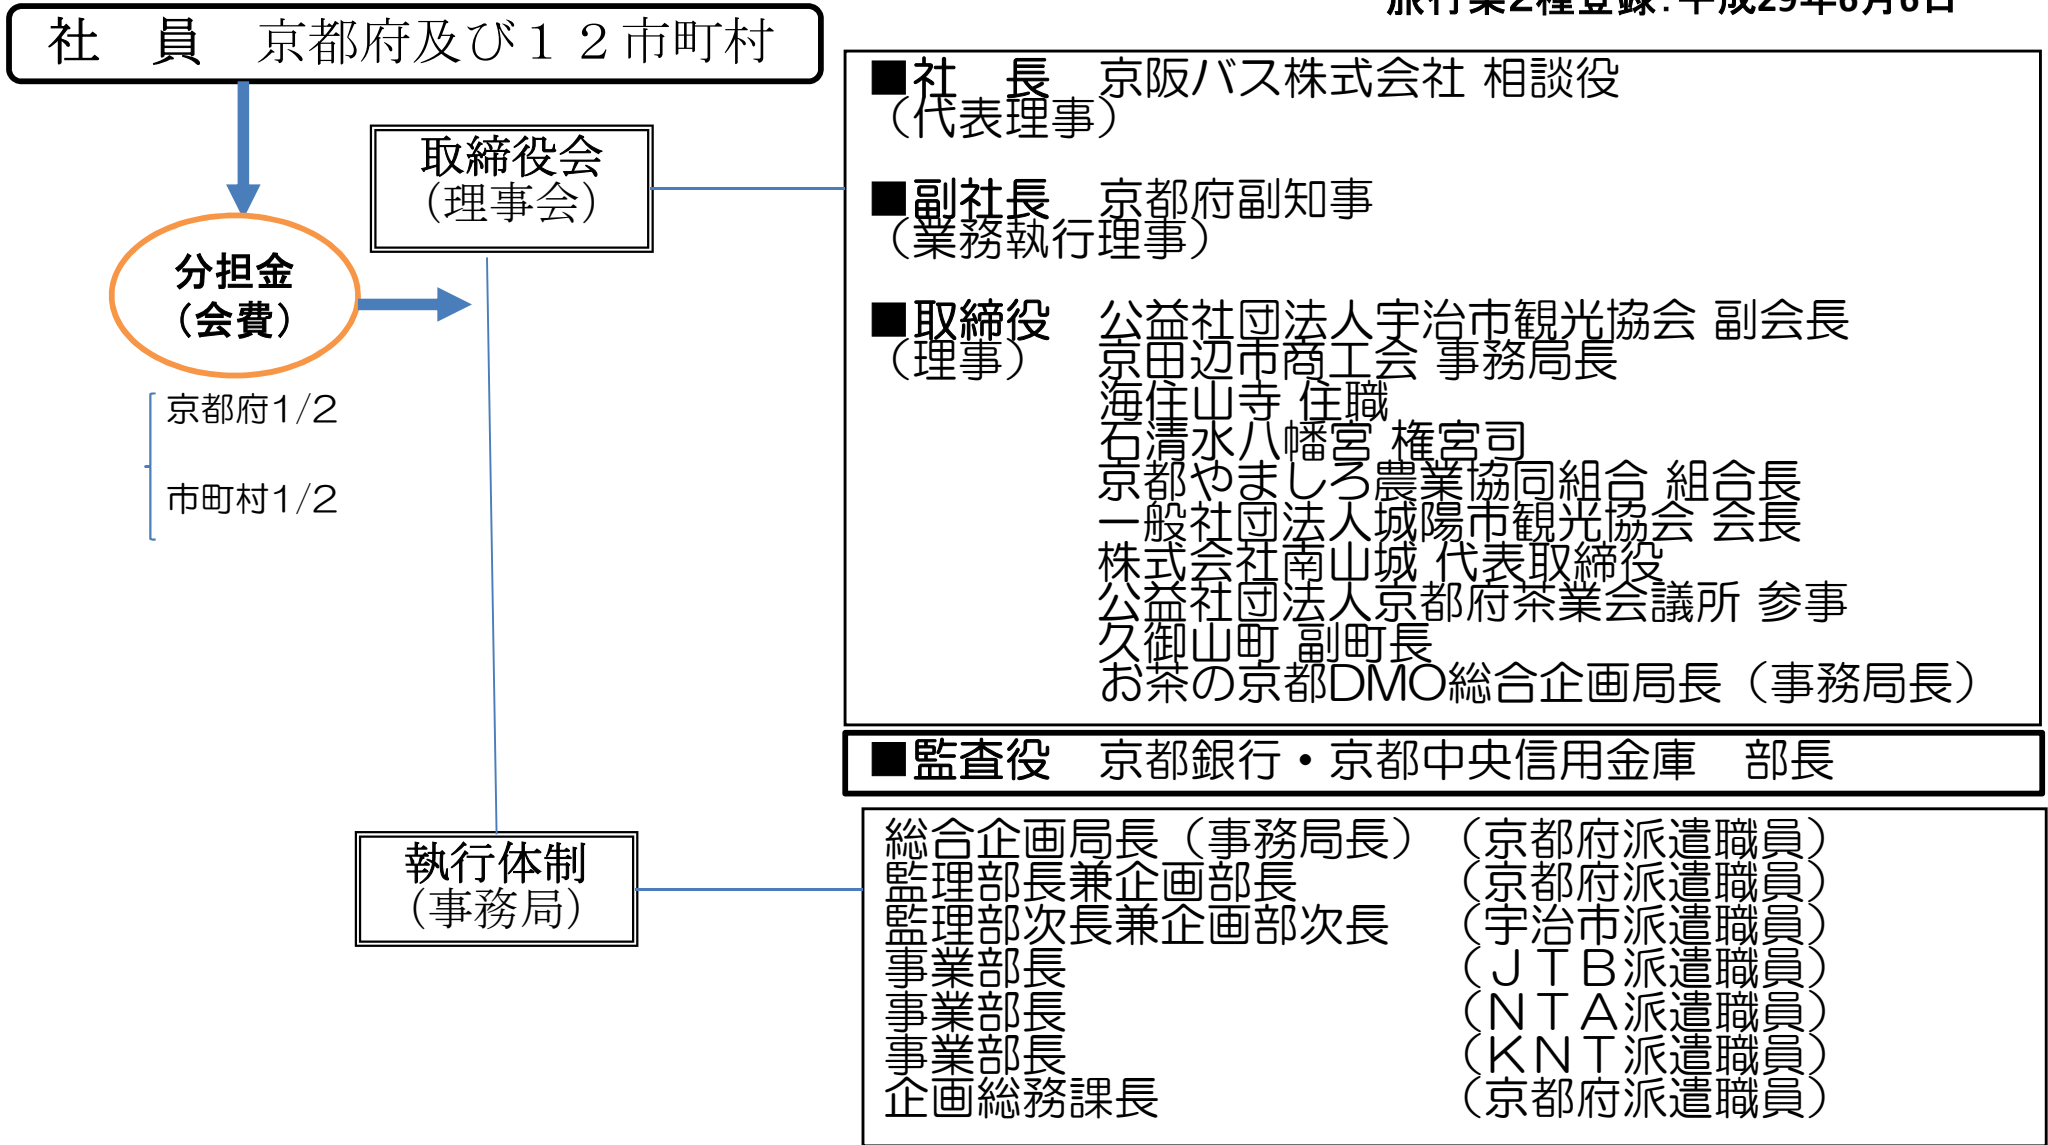 旅行業2種登録：平成29年6月6日
社　員　京都府及び１２市町村
取締役会
（理事会）
分担金
（会費）
京都府1/2
市町村1/2
■社　長　京阪バス株式会社 相談役
（代表理事）
■副社長　京都府副知事
（業務執行理事）
■取締役　公益社団法人宇治市観光協会 副会長
（理事）　京田辺市商工会 事務局長
海住山寺 住職
石清水八幡宮 権宮司
京都やましろ農業協同組合 組合長
一般社団法人城陽市観光協会 会長
株式会社南山城 代表取締役
公益社団法人京都府茶業会議所 参事
久御山町 副町長
お茶の京都DMO総合企画局長（事務局長）
■監査役　京都銀行・京都中央信用金庫　部長
執行体制
（事務局）
総合企画局長（事務局長）（京都府派遣職員）
監理部長兼企画部長　（京都府派遣職員）
監理部次長兼企画部次長　（宇治市派遣職員）
事業部長　（ＪＴＢ派遣職員）
事業部長　（ＮＴＡ派遣職員）
事業部長　（ＫＮＴ派遣職員）
企画総務課長　（京都府派遣職員）